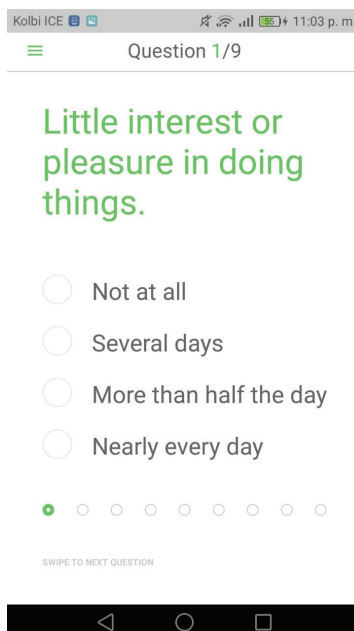 Kolbi ICE 55 11:03 p. m
Question 1/9
Little interest or
pleasure in doing
things.
Not at all
Several days
More than half the day
Nearly every day
SWIPE TO NEXT QUESTION